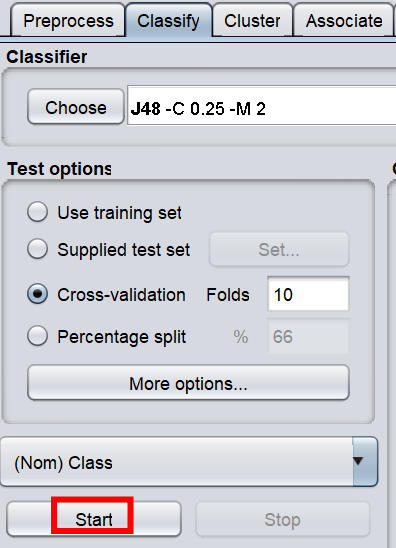 Preprocess Classify Cluster Associate
Classifier
Choose J48 -C 0.25 -M 2
Test options
Use training set
Supplied test set Set...
Cross-validation Folds 10
Percentage split % 66
More options...
(Nom) Class
Start Stop